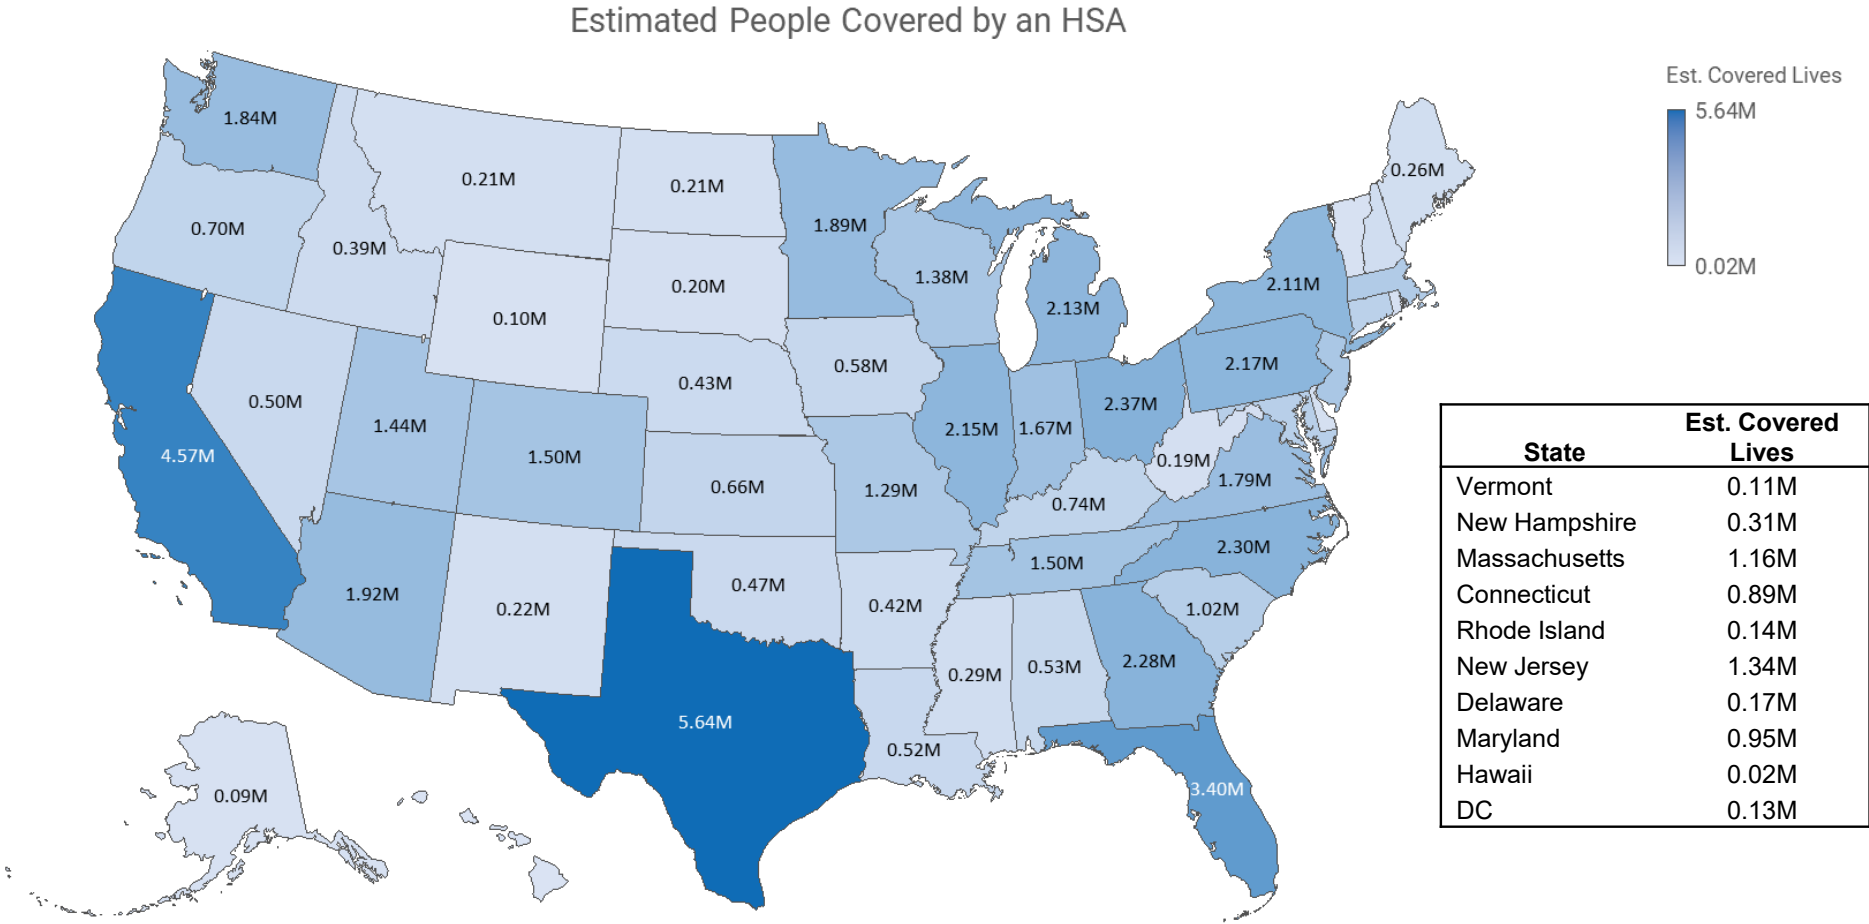 Estimated People Covered by an HSA
Est. Covered Lives
5.64M
0.02M
1.84M
0.70M
0.39M
0.21M
0.21M
1.89M
0.26M
0.10M
0.20M
1.38M
2.13M
2.11M
4.57M
0.50M
1.44M
1.50M
0.43M
0.58M
2.15M
1.67M
2.37M
2.17M
0.66M
1.29M
0.74M
0.19M
1.79M
1.92M
0.22M
0.47M
0.42M
1.50M
2.30M
1.02M
5.64M
0.52M
0.29M
0.53M
2.28M
3.40M
0.09M
State Est. Covered Lives
Vermont 0.11M
New Hampshire 0.31M
Massachusetts 1.16M
Connecticut 0.89M
Rhode Island 0.14M
New Jersey 1.34M
Delaware 0.17M
Maryland 0.95M
Hawaii 0.02M
DC 0.13M